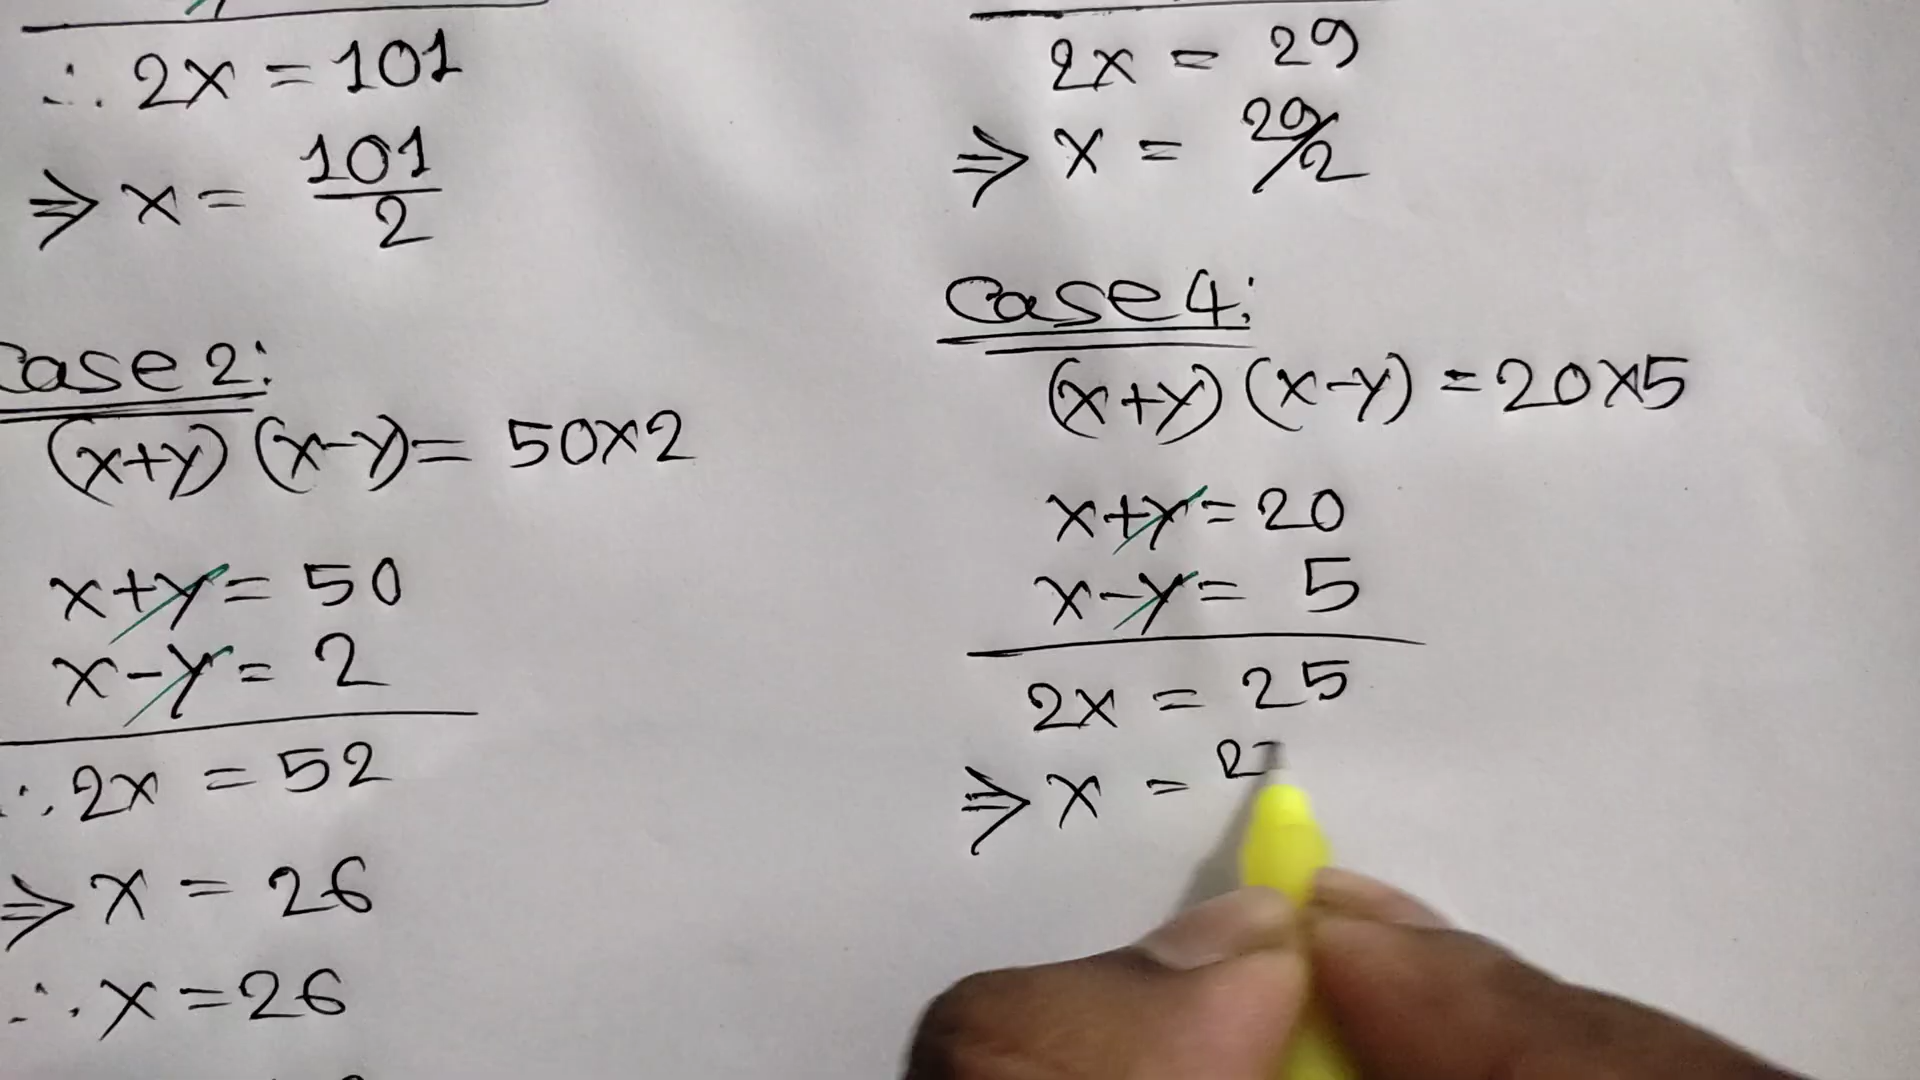 ∴ 2x = 101
⇒ x = 101/2
Case 2:
(x+y) (x-y) = 50×2
x+y = 50
x-y = 2
∴ 2x = 52
⇒ x = 26
∴ x = 26
2x = 29
⇒ x = 29/2
Case 4:
(x+y) (x-y) = 20×5
x+y = 20
x-y = 5
2x = 25
⇒ x = 2